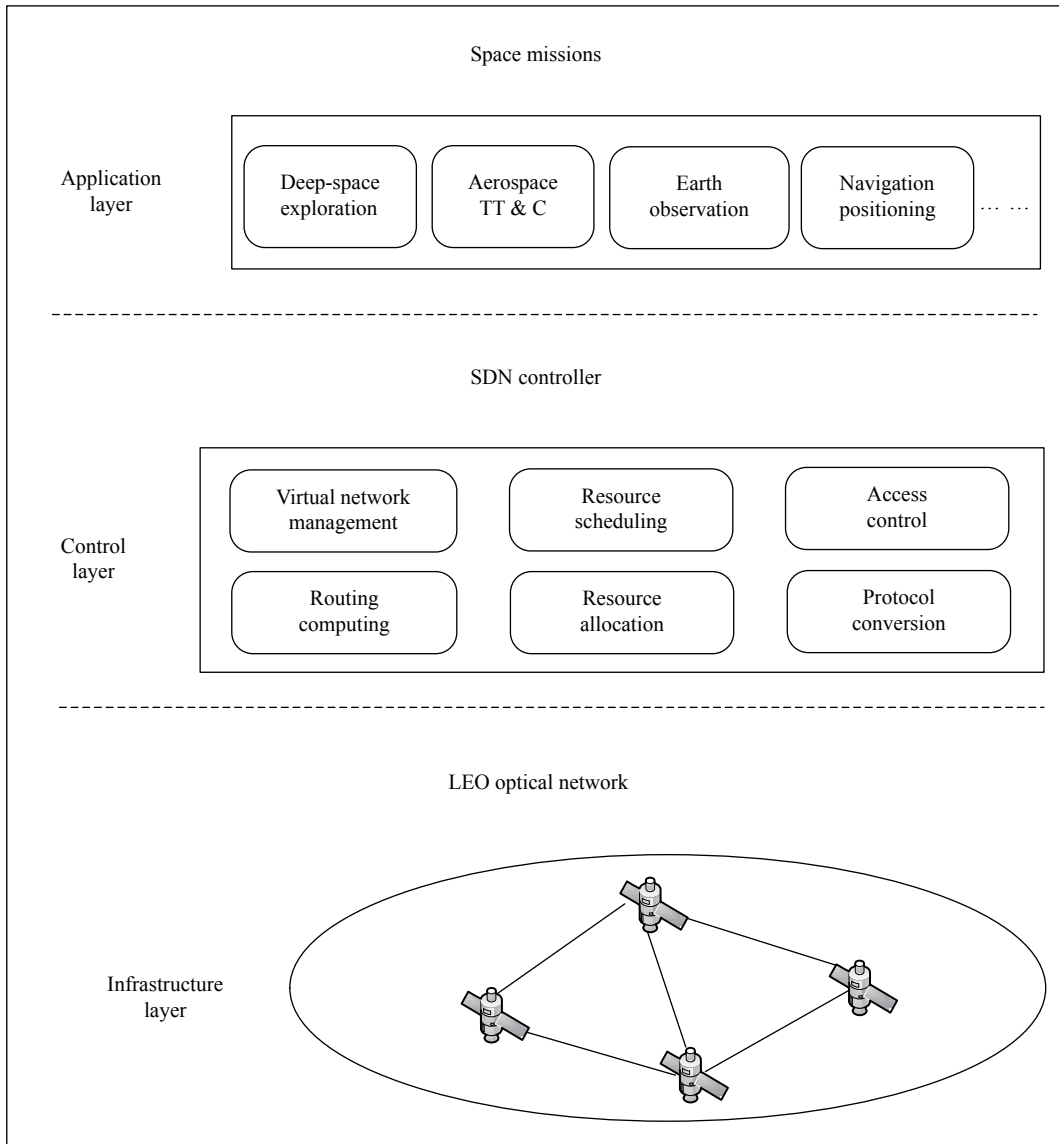 Space missions
Application
layer
Deep-space
exploration
Aerospace
TT & C
Earth
observation
Navigation
positioning
... ...
SDN controller
Control
layer
Virtual network
management
Resource
scheduling
Access
control
Routing
computing
Resource
allocation
Protocol
conversion
LEO optical network
Infrastructure
layer